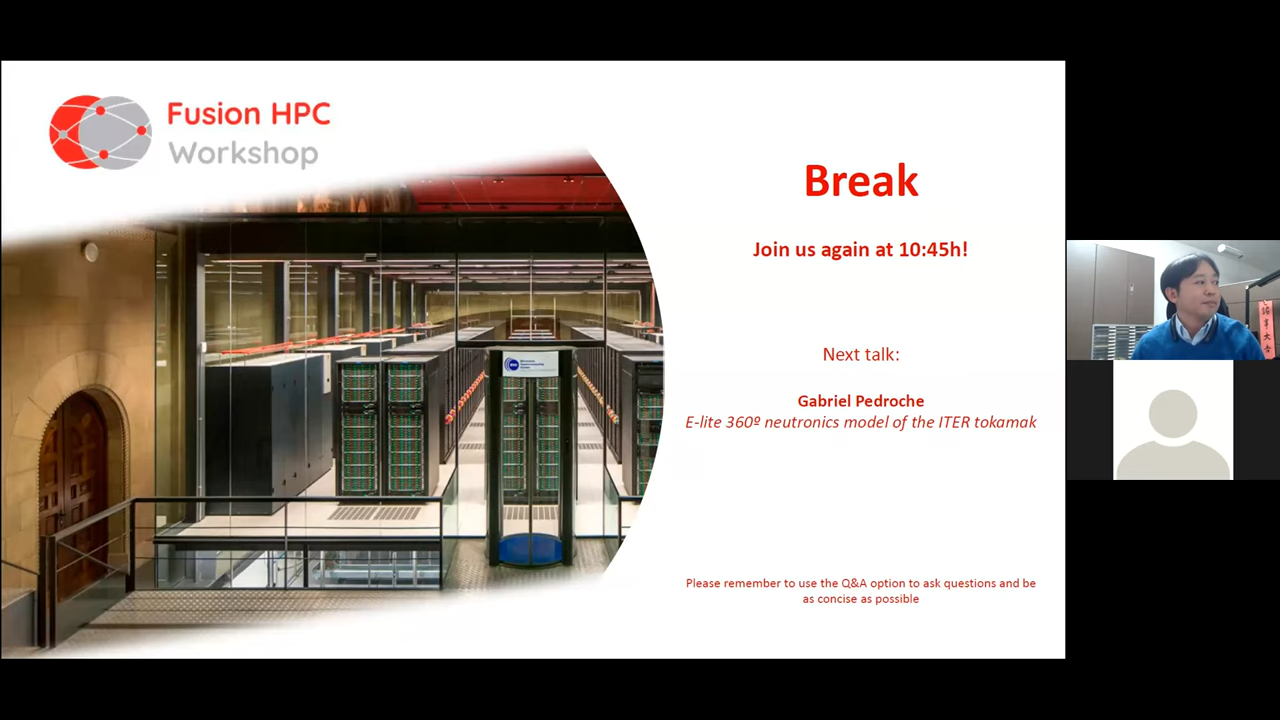 Fusion HPC
Workshop
Break
Join us again at 10:45h!
Next talk:
Gabriel Pedroche
E-lite 360º neutronics model of the ITER tokamak
Please remember to use the Q&A option to ask questions and be
as concise as possible